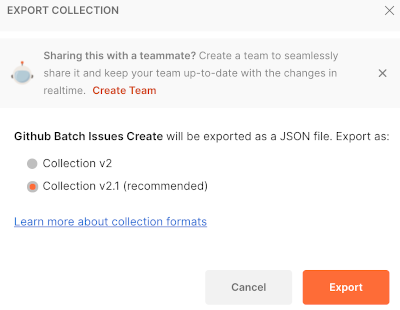 EXPORT COLLECTION
Sharing this with a teammate? Create a team to seamlessly
share it and keep your team up-to-date with the changes in
realtime. Create Team
Github Batch Issues Create will be exported as a JSON file. Export as:
Collection v2
Collection v2.1 (recommended)
Learn more about collection formats
Cancel
Export